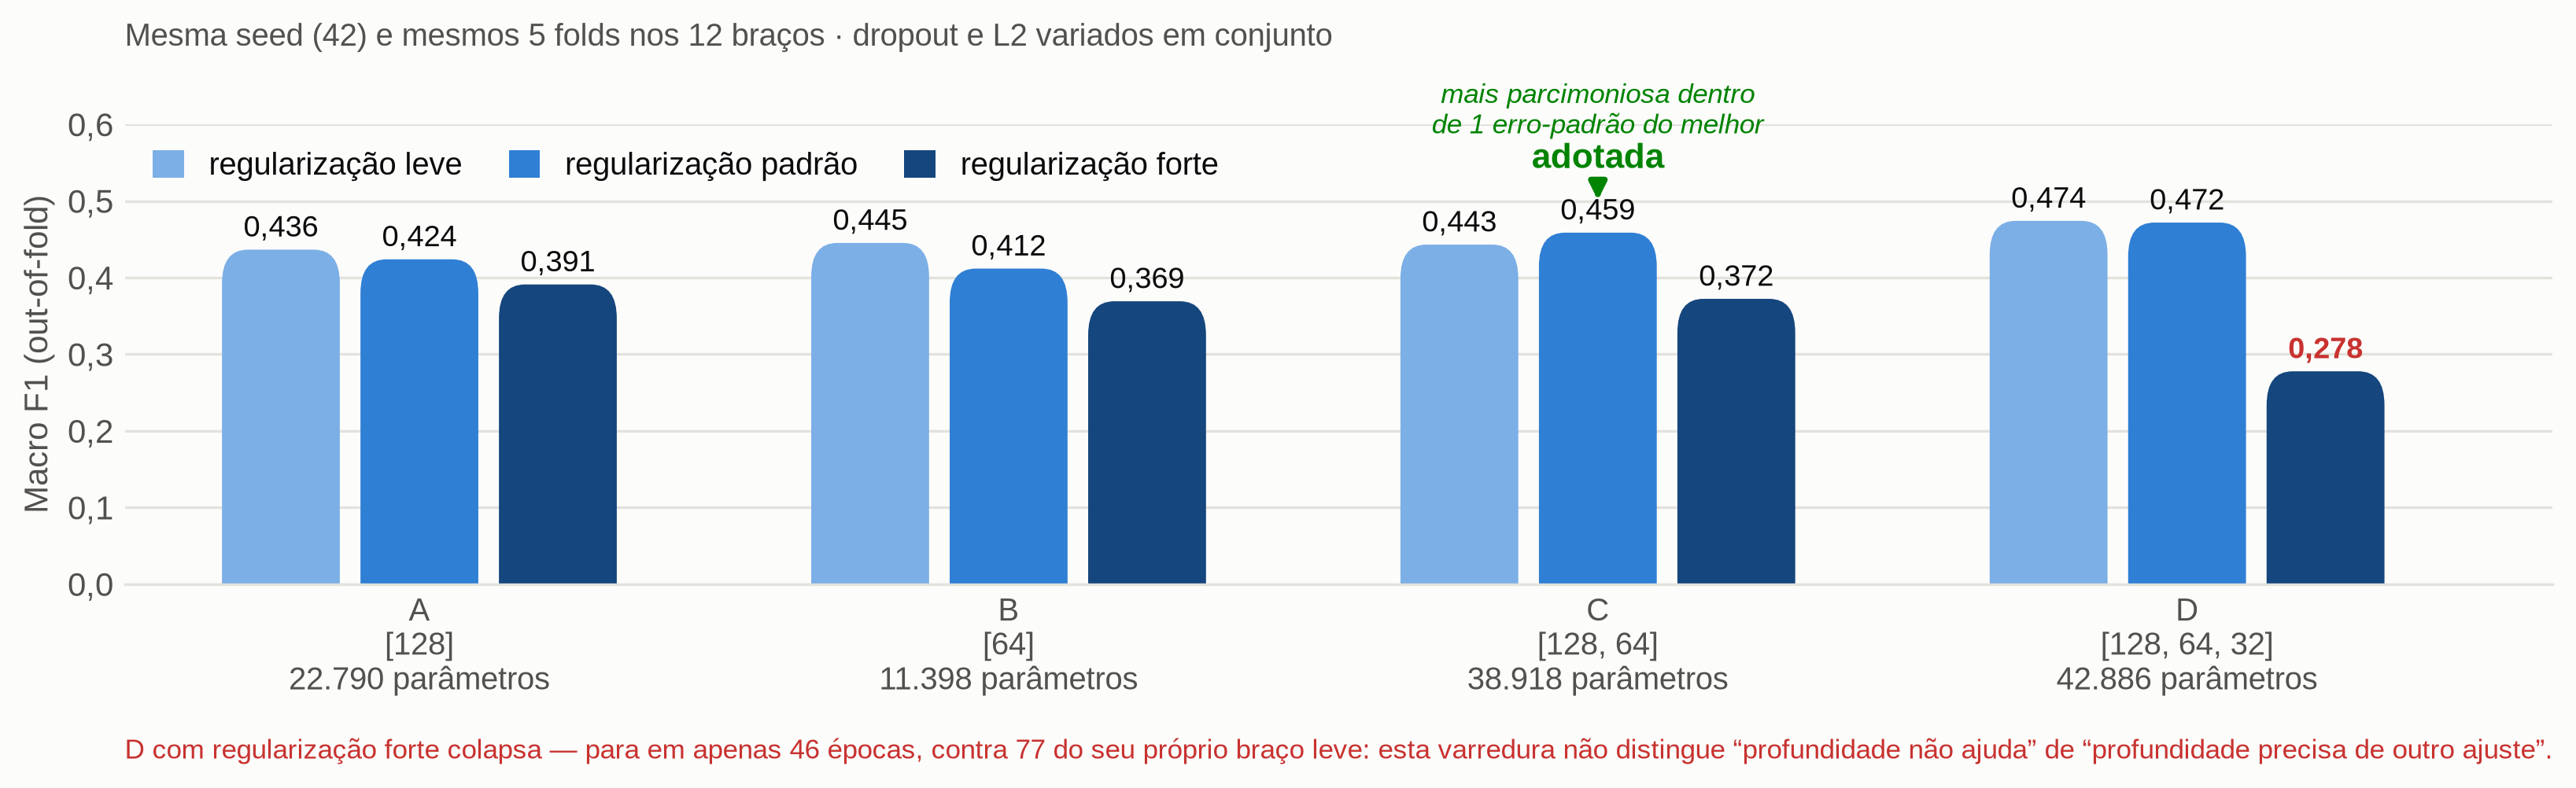 Mesma seed (42) e mesmos 5 folds nos 12 braços · dropout e L2 variados em conjunto
mais parcimoniosa dentro
de 1 erro-padrão do melhor
adotada
regularização leve
regularização padrão
regularização forte
Macro F1 (out-of-fold)
0,6
0,5
0,4
0,3
0,2
0,1
0,0
0,436
0,424
0,391
0,445
0,412
0,369
0,443
0,459
0,372
0,474
0,472
0,278
A
[128]
22.790 parâmetros
B
[64]
11.398 parâmetros
C
[128, 64]
38.918 parâmetros
D
[128, 64, 32]
42.886 parâmetros
D com regularização forte colapsa — para em apenas 46 épocas, contra 77 do seu próprio braço leve: esta varredura não distingue “profundidade não ajuda” de “profundidade precisa de outro ajuste”.